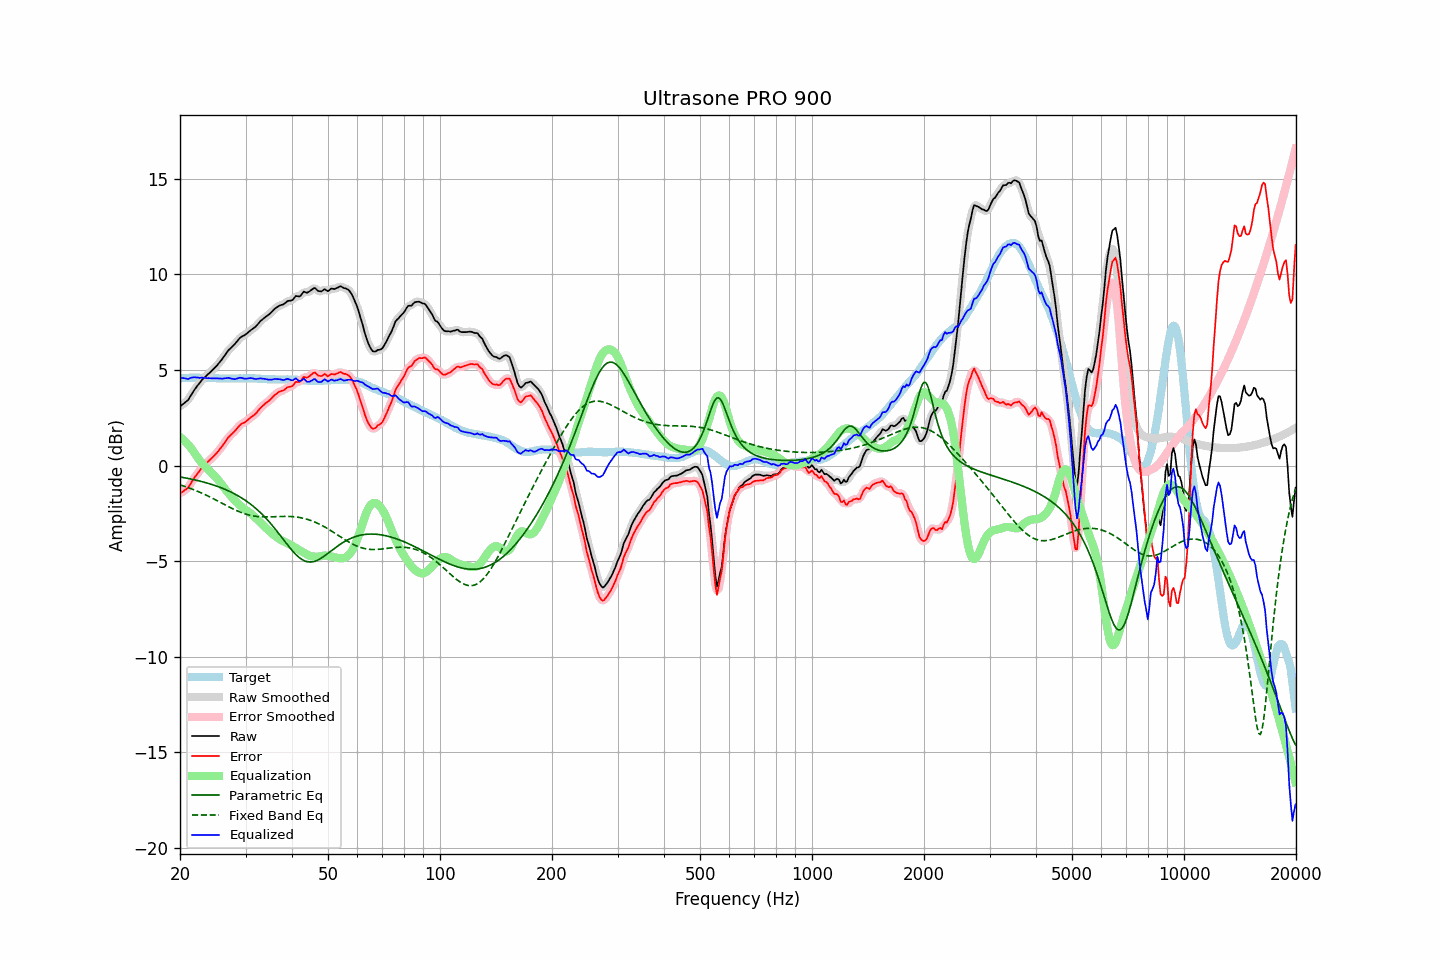 Ultrasone PRO 900
Amplitude (dBr)
15
10
5
0
−5
−10
−15
−20
Target
Raw Smoothed
Error Smoothed
Raw
Error
Equalization
Parametric Eq
Fixed Band Eq
Equalized
20 50 100 200 500 1000 2000 5000 10000 20000
Frequency (Hz)